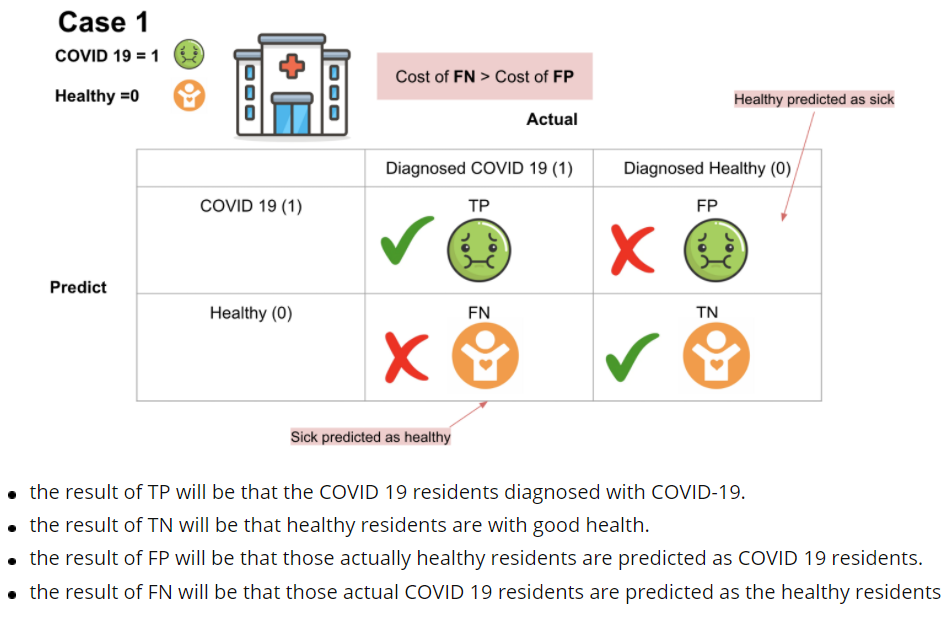 Case 1
COVID 19 = 1
Healthy =0
Cost of FN > Cost of FP
Healthy predicted as sick
Actual
Diagnosed COVID 19 (1)
Diagnosed Healthy (0)
COVID 19 (1)
TP
FP
Predict
Healthy (0)
FN
TN
Sick predicted as healthy
the result of TP will be that the COVID 19 residents diagnosed with COVID-19.
the result of TN will be that healthy residents are with good health.
the result of FP will be that those actually healthy residents are predicted as COVID 19 residents.
the result of FN will be that those actual COVID 19 residents are predicted as the healthy residents